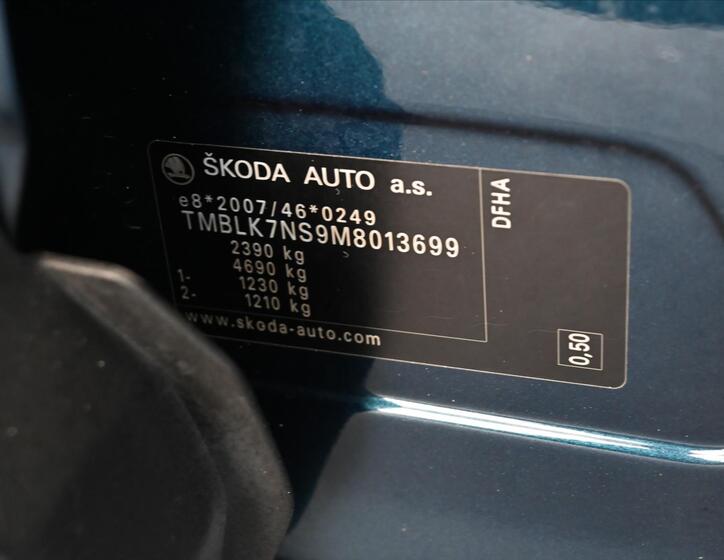 ŠKODA AUTO a.s.
e8*2007/46*0249
TMBLK7NS9M8013699
2390 kg
4690 kg
1- 1230 kg
2- 1210 kg
www.skoda-auto.com
DFHA
0,50